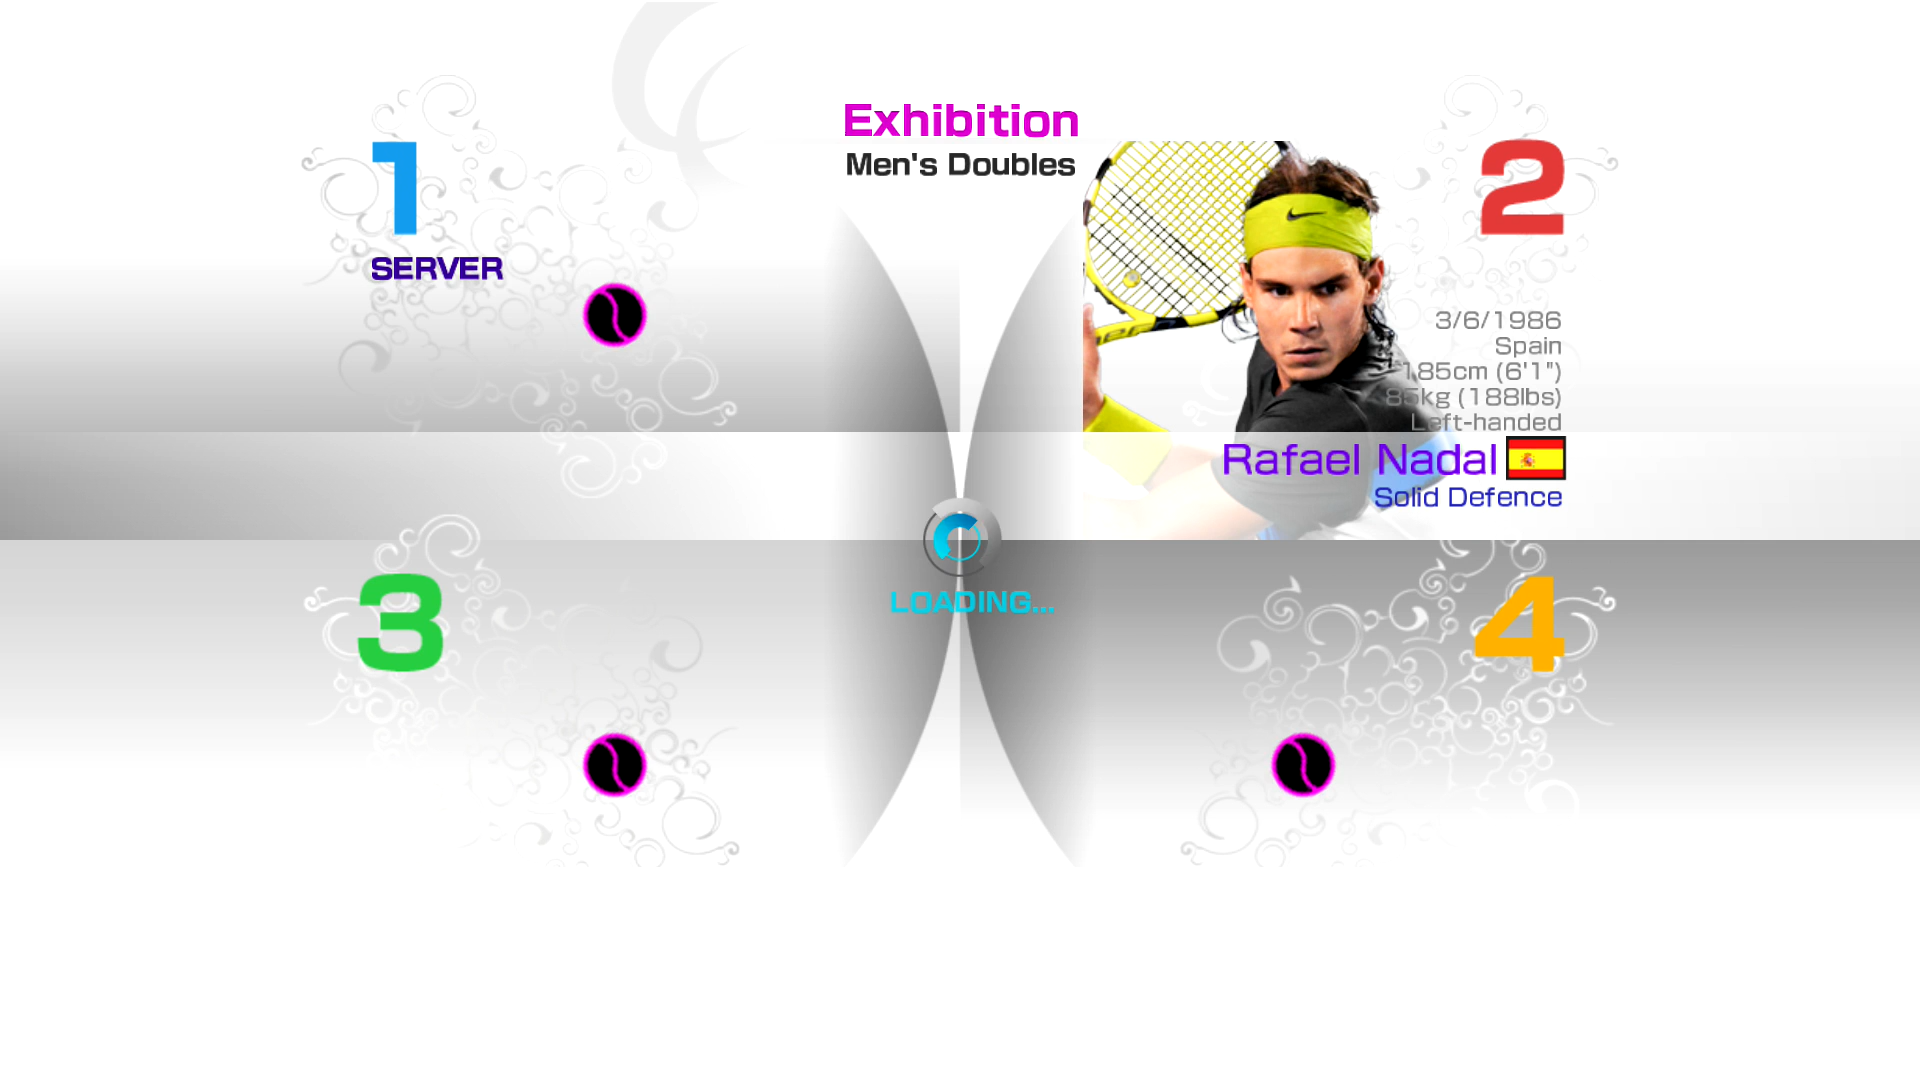 Exhibition
Men's Doubles
1
SERVER
2
3/6/1986
Spain
185cm (6'1")
85kg (188lbs)
Left-handed
Rafael Nadal
Solid Defence
LOADING...
3
4